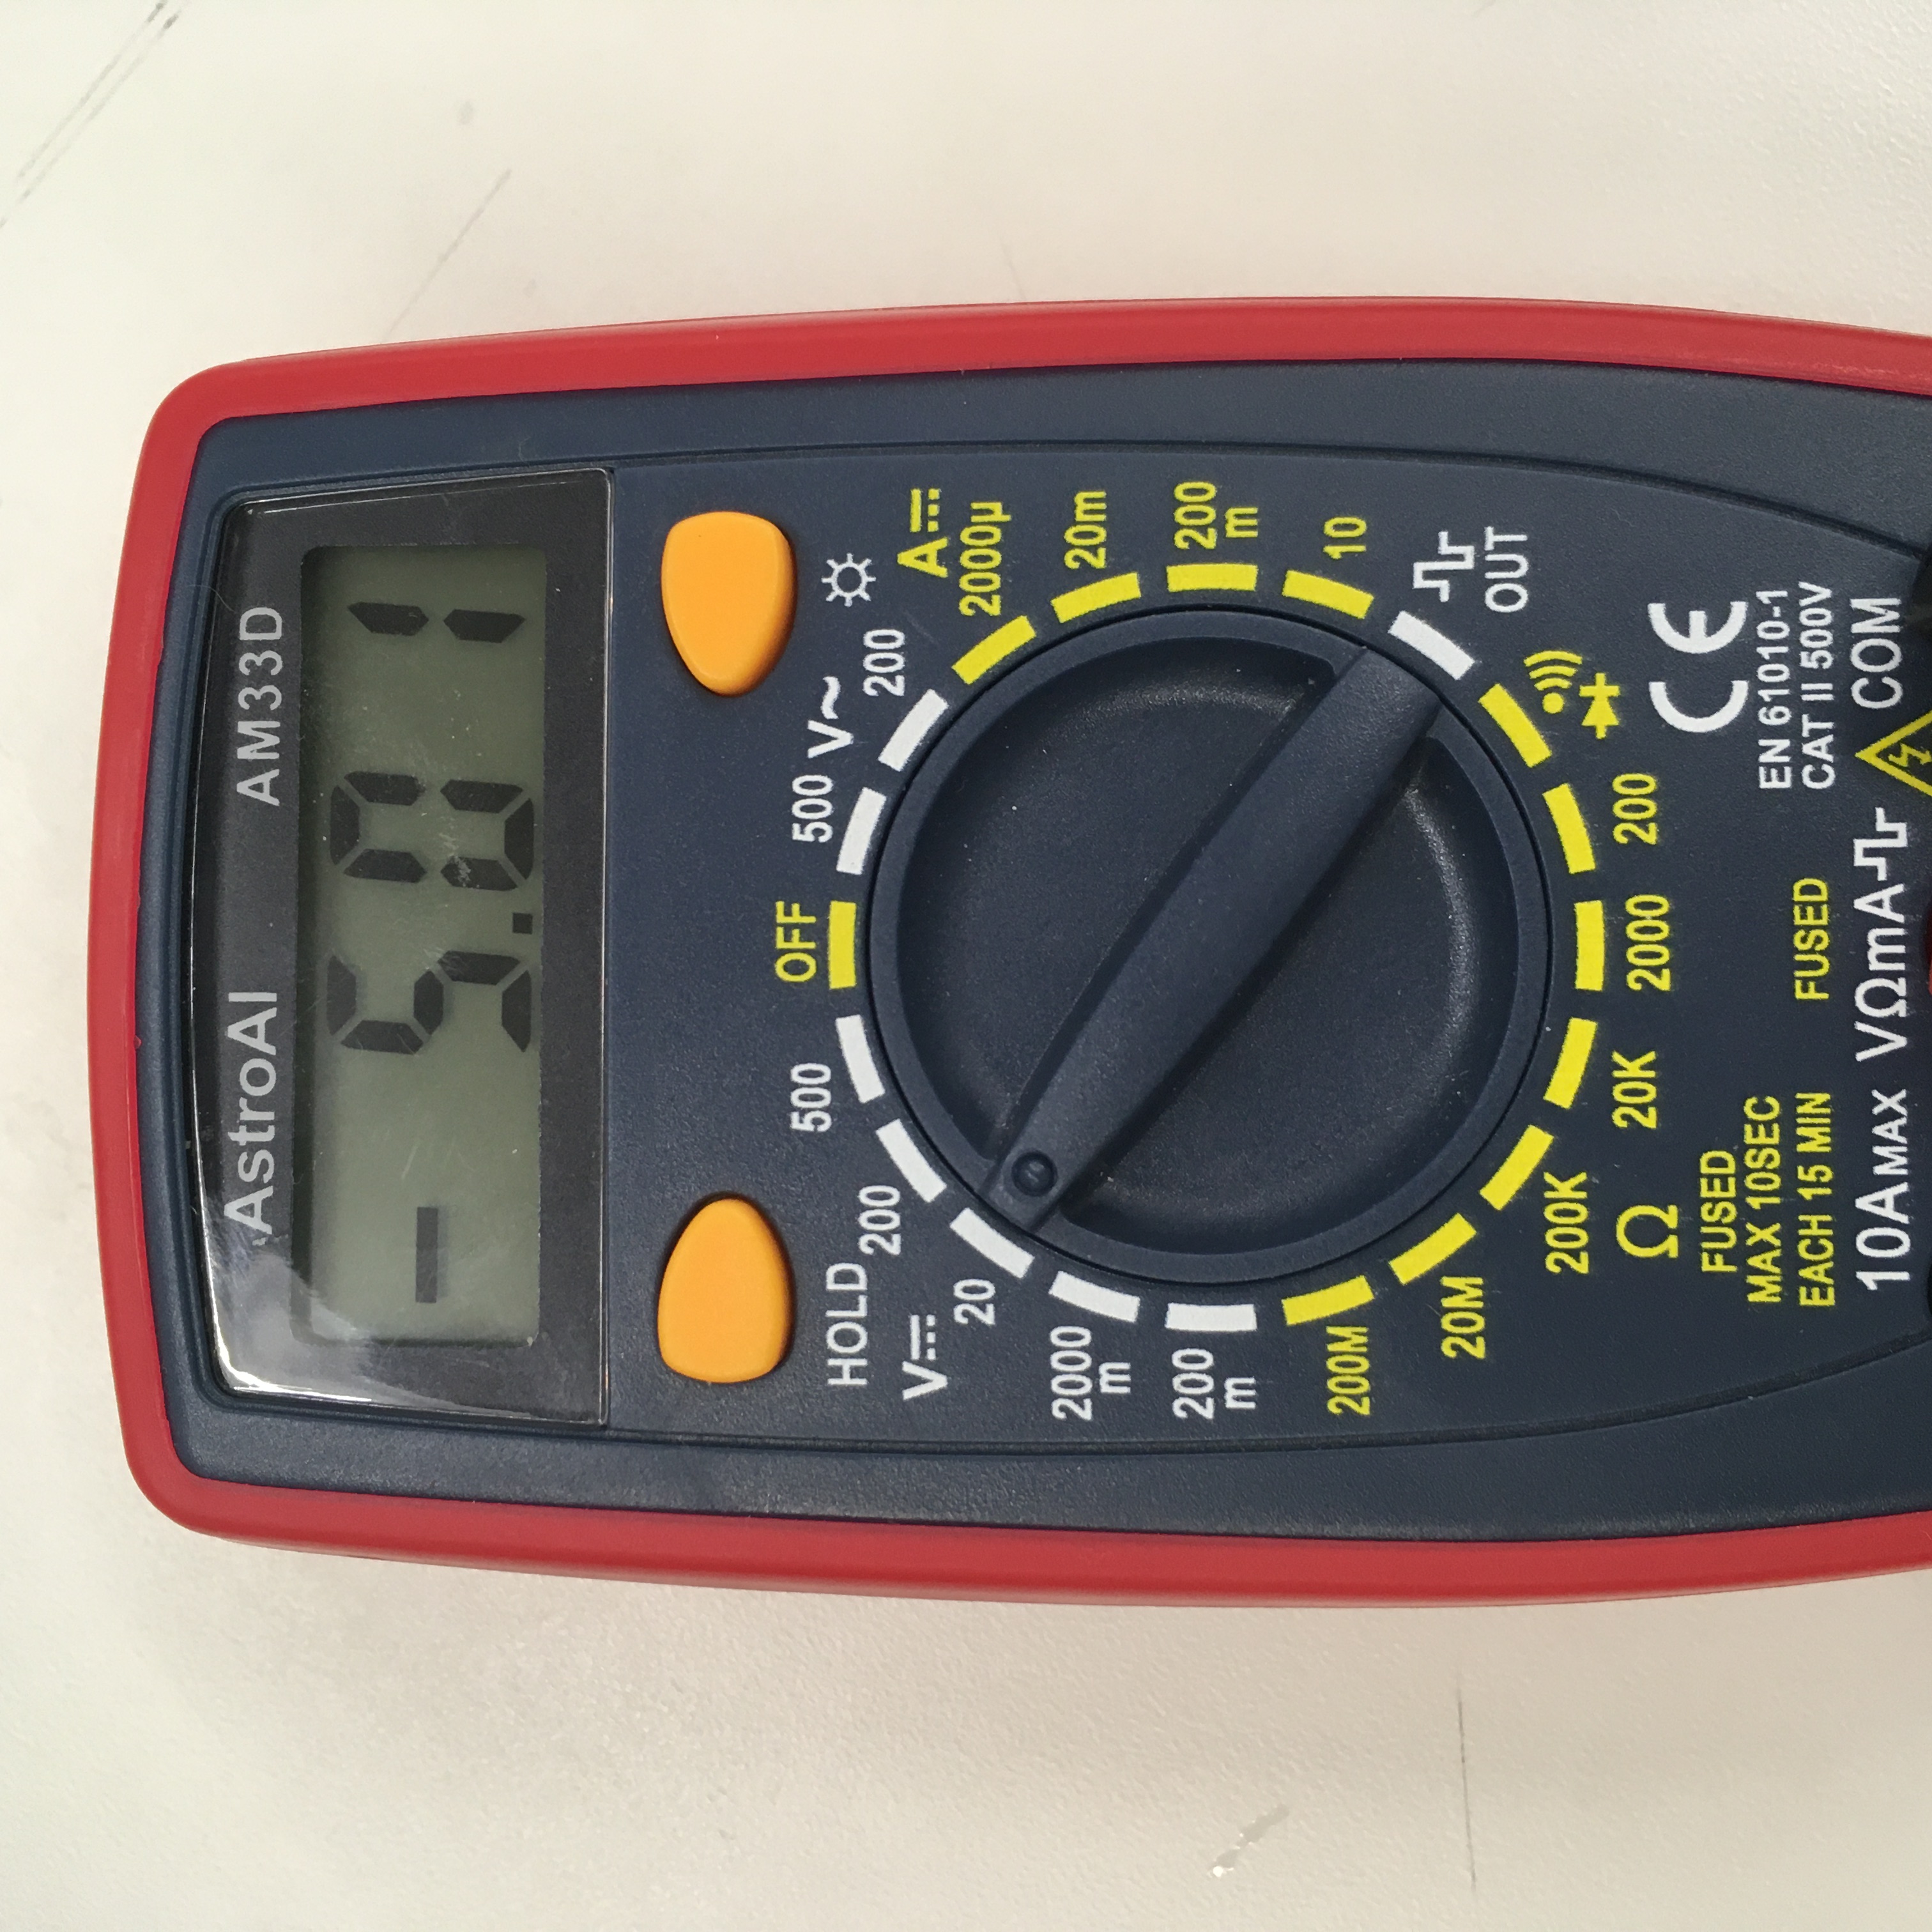 AstroAI AM33D
- 5.01
OFF
500 500 V~
HOLD 200 200
V⎓ A⎓
20 2000µ
2000
m
20m
200
m
200
m
200M 10
20M OUT
200K
20K 2000 200
Ω
FUSED
MAX 10SEC
EACH 15 MIN
FUSED
CE
EN 61010-1
CAT II 500V
10A MAX VΩmA COM